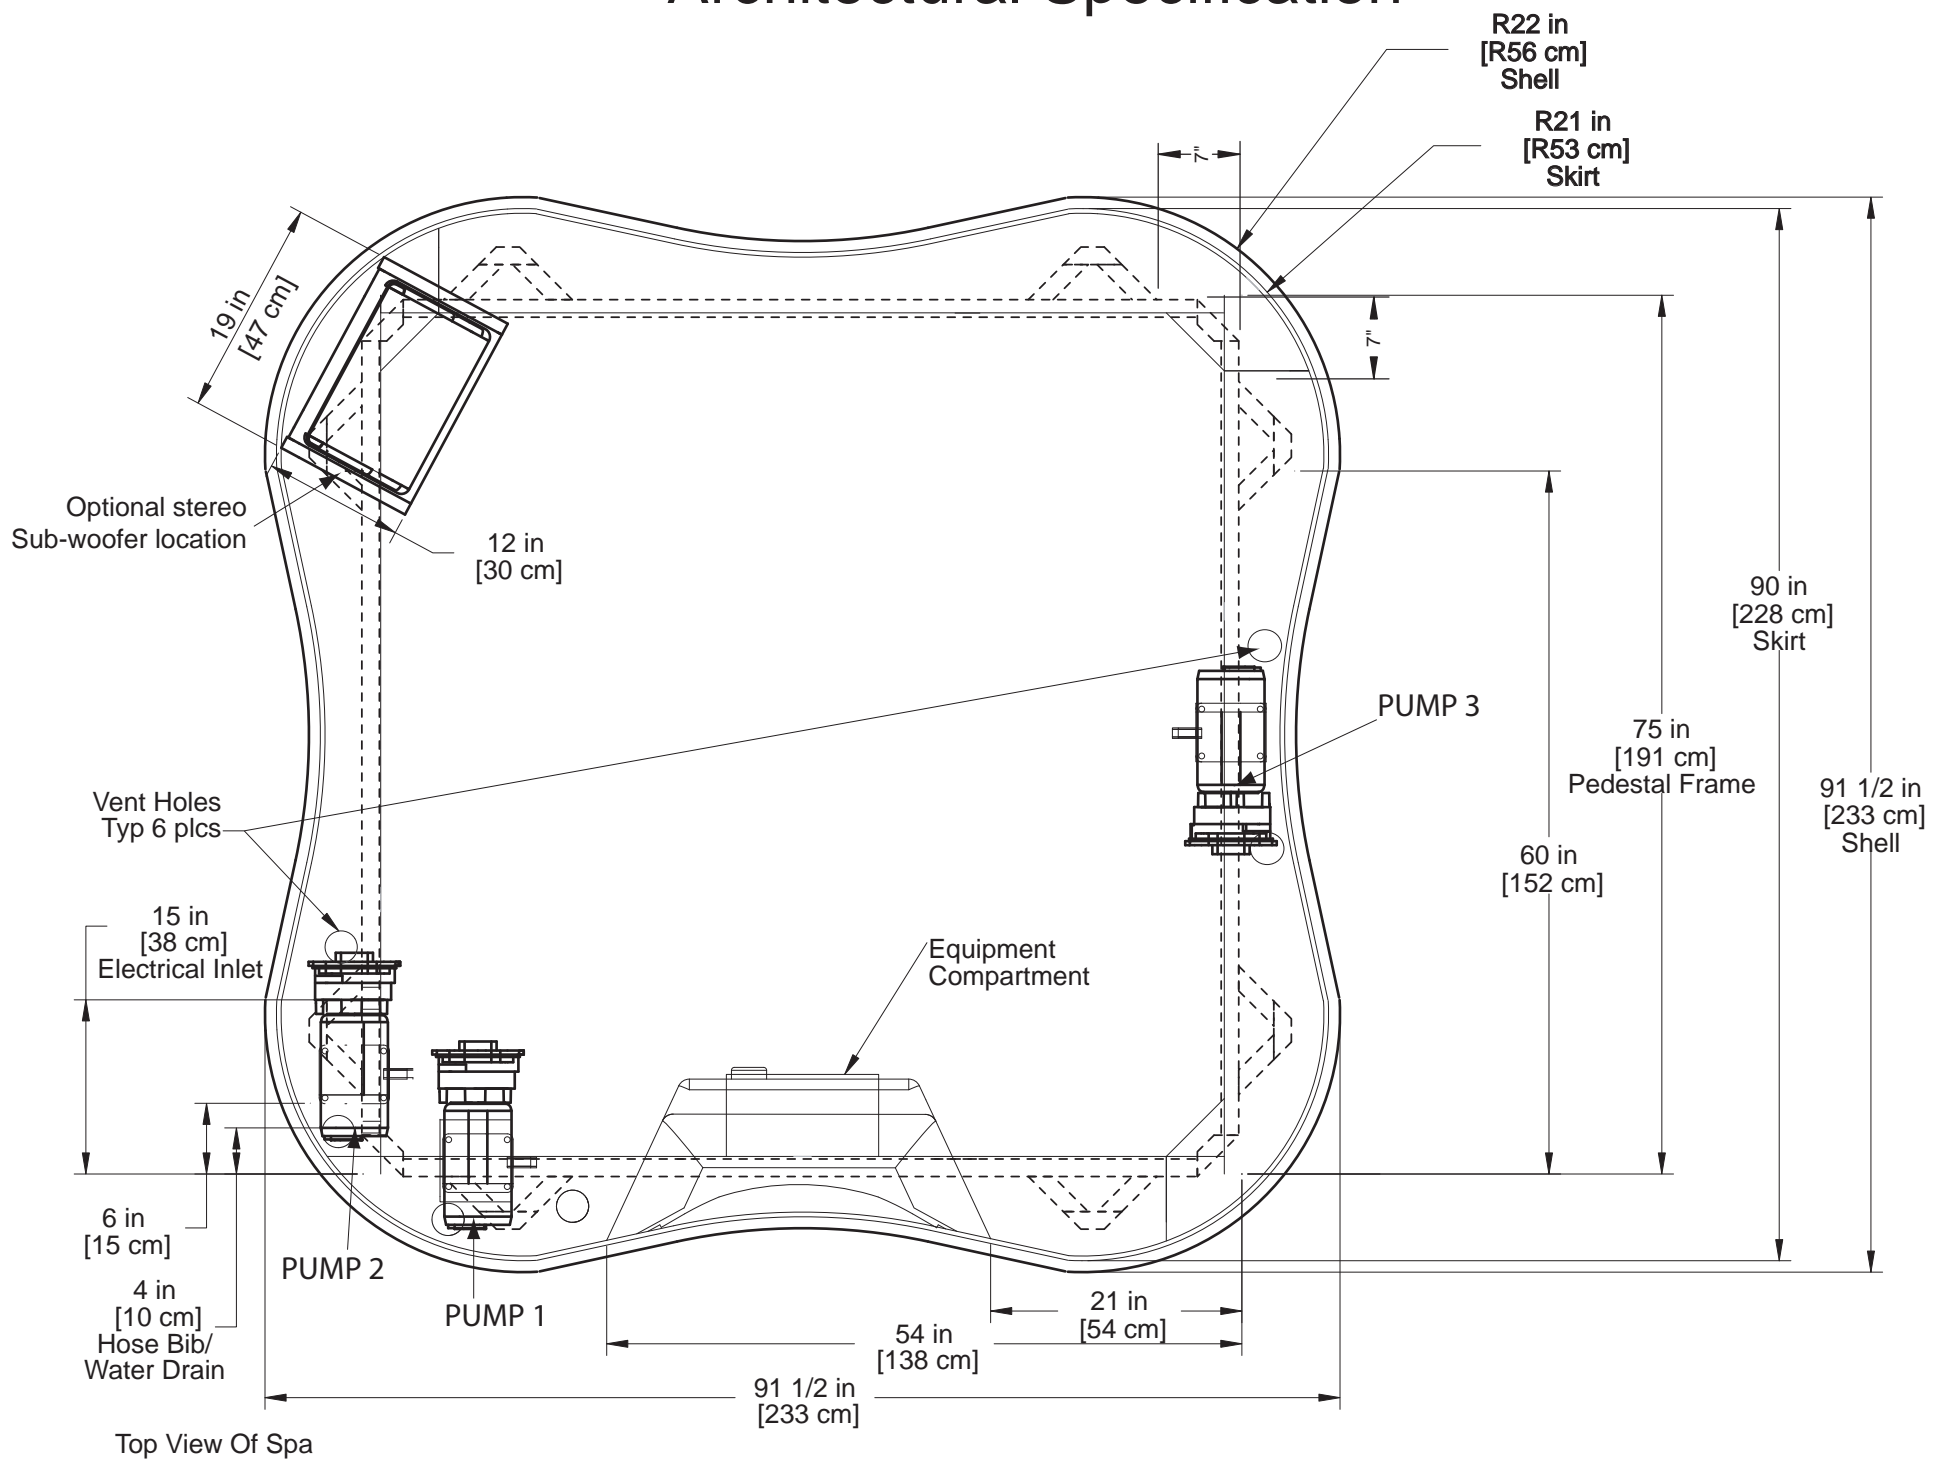 Architectural Specification
R22 in
[R56 cm]
Shell
R21 in
[R53 cm]
Skirt
7"
7"
19 in
[47 cm]
Optional stereo
Sub-woofer location
12 in
[30 cm]
90 in
[228 cm]
Skirt
PUMP 3
75 in
[191 cm]
Pedestal Frame
91 1/2 in
[233 cm]
Shell
Vent Holes
Typ 6 plcs
60 in
[152 cm]
15 in
[38 cm]
Electrical Inlet
Equipment
Compartment
6 in
[15 cm]
PUMP 2
4 in
[10 cm]
Hose Bib/
Water Drain
PUMP 1
21 in
[54 cm]
54 in
[138 cm]
91 1/2 in
[233 cm]
Top View Of Spa